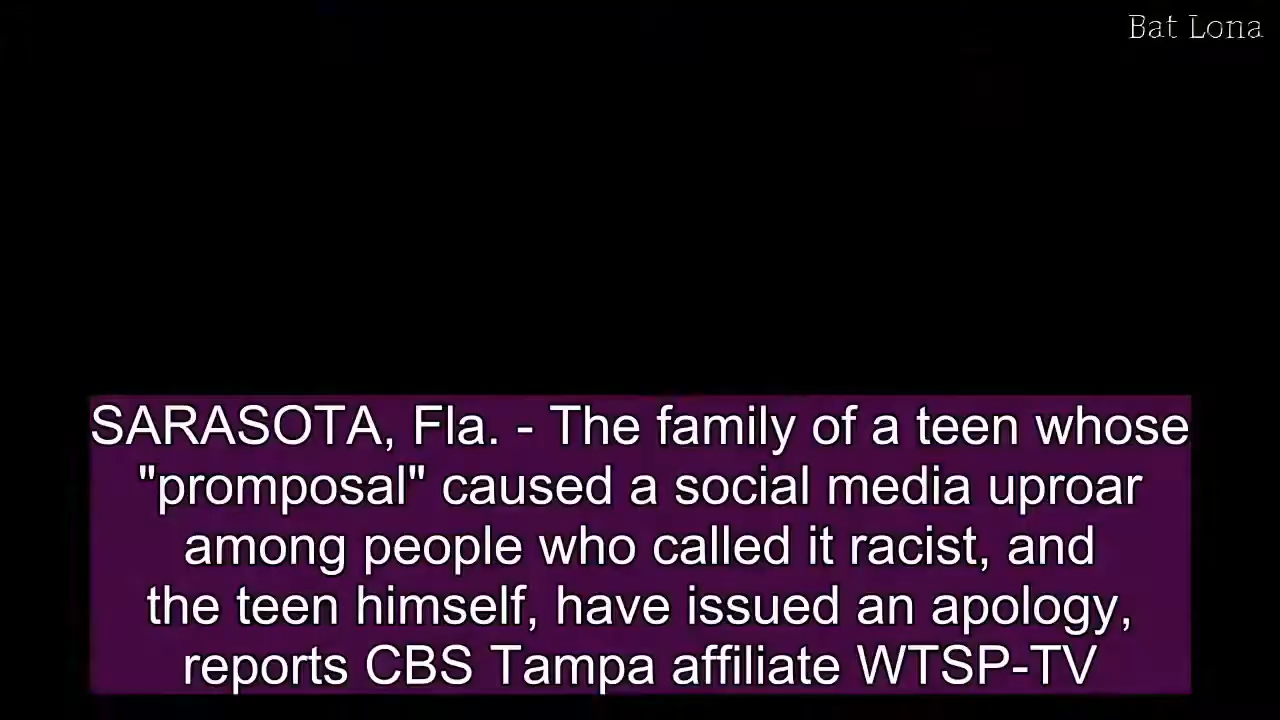 Bat Lona
SARASOTA, Fla. - The family of a teen whose
"promposal" caused a social media uproar
among people who called it racist, and
the teen himself, have issued an apology,
reports CBS Tampa affiliate WTSP-TV